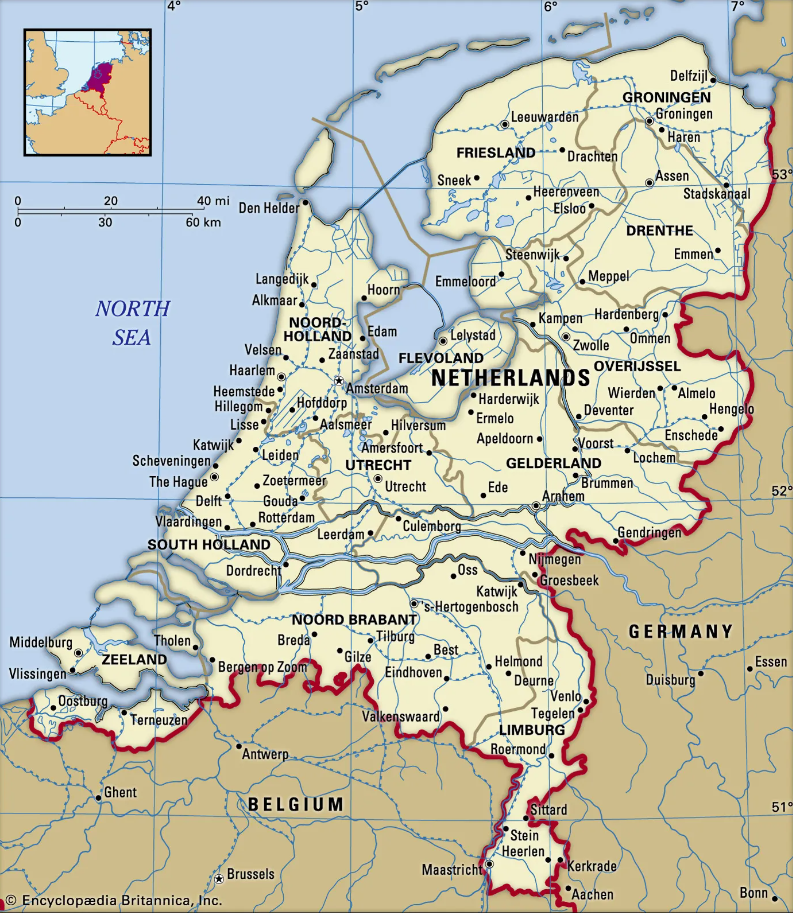 4°
5°
6°
7°
Delfzijl
GRONINGEN
Groningen
Leeuwarden
Haren
FRIESLAND
Drachten
53°
Sneek
Assen
Heerenveen
Stadskanaal
0 20 40 mi
0 30 60 km
Den Helder
Elsloo
DRENTHE
Steenwijk
Emmen
Langedijk
Emmeloord
Meppel
Hoorn
Alkmaar
NORTH
SEA
Kampen
Hardenberg
NOORD-
HOLLAND
Edam
Lelystad
Ommen
Zwolle
Velsen
Zaanstad
FLEVOLAND
OVERIJSSEL
Haarlem
NETHERLANDS
Heemstede
Amsterdam
Wierden
Almelo
Harderwijk
Hillegom
Hofddorp
Hengelo
Ermelo
Deventer
Lisse
Aalsmeer
Hilversum
Enschede
Katwijk
Apeldoorn
Voorst
Amersfoort
Leiden
Lochem
Scheveningen
UTRECHT
GELDERLAND
The Hague
Zoetermeer
Utrecht
Brummen
Ede
52°
Delft
Gouda
Arnhem
Vlaardingen
Rotterdam
Culemborg
Leerdam
Gendringen
SOUTH HOLLAND
Nijmegen
Dordrecht
Oss
Groesbeek
Katwijk
's-Hertogenbosch
NOORD BRABANT
GERMANY
Middelburg
Tholen
Breda
Tilburg
ZEELAND
Gilze
Best
Bergen op Zoom
Helmond
Essen
Vlissingen
Eindhoven
Deurne
Duisburg
Oostburg
Venlo
Terneuzen
Valkenswaard
Tegelen
LIMBURG
Roermond
Antwerp
Ghent
BELGIUM
51°
Sittard
Stein
Heerlen
Maastricht
Kerkrade
Brussels
Aachen
Bonn
© Encyclopædia Britannica, Inc.